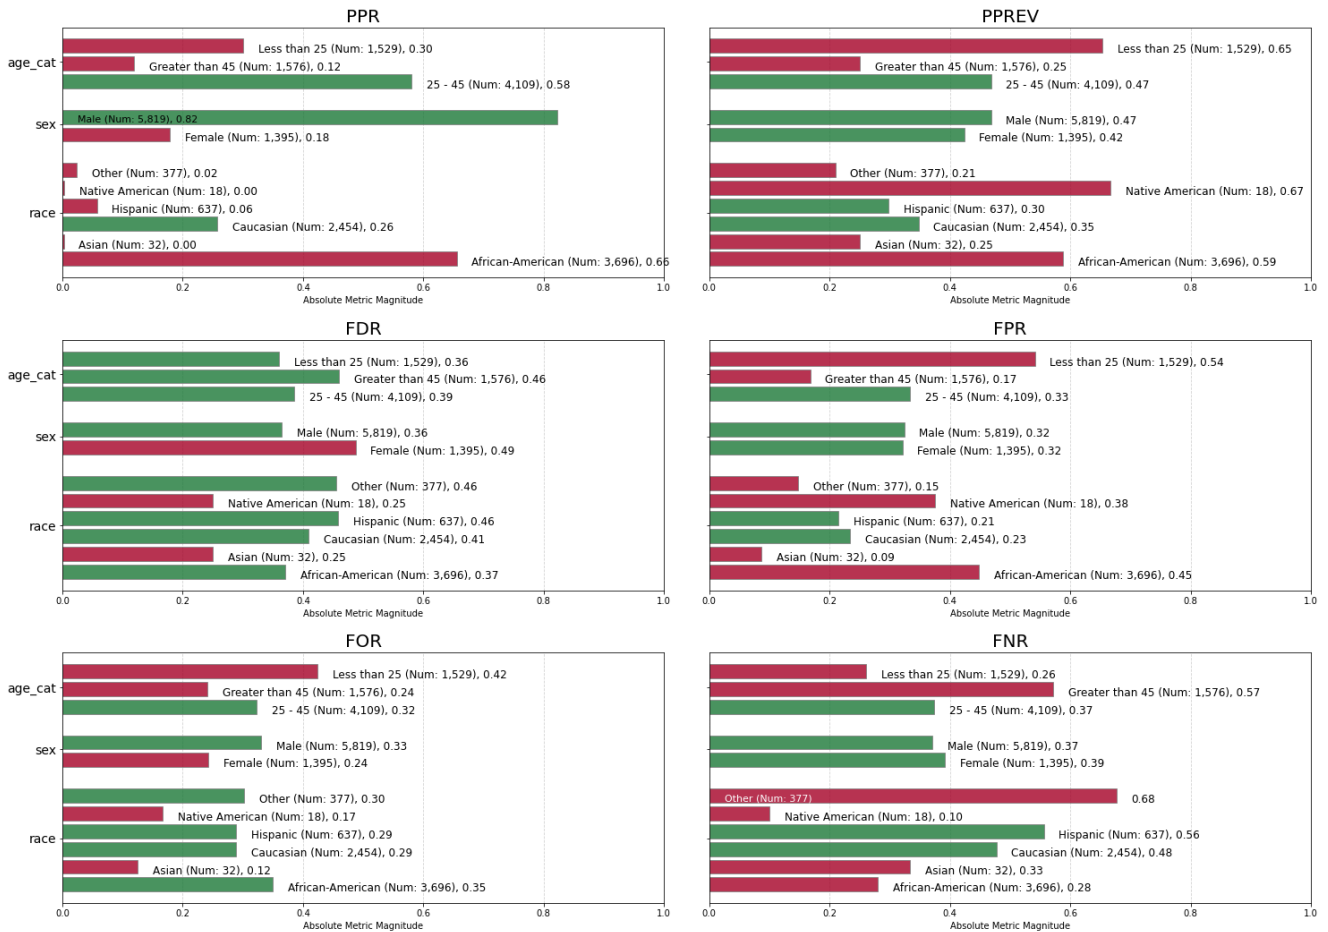 PPR
age_cat
Less than 25 (Num: 1,529), 0.30
Greater than 45 (Num: 1,576), 0.12
25 - 45 (Num: 4,109), 0.58
sex
Male (Num: 5,819), 0.82
Female (Num: 1,395), 0.18
race
Other (Num: 377), 0.02
Native American (Num: 18), 0.00
Hispanic (Num: 637), 0.06
Caucasian (Num: 2,454), 0.26
Asian (Num: 32), 0.00
African-American (Num: 3,696), 0.66
0.0 0.2 0.4 0.6 0.8 1.0
Absolute Metric Magnitude
PPREV
Less than 25 (Num: 1,529), 0.65
Greater than 45 (Num: 1,576), 0.25
25 - 45 (Num: 4,109), 0.47
Male (Num: 5,819), 0.47
Female (Num: 1,395), 0.42
Other (Num: 377), 0.21
Native American (Num: 18), 0.67
Hispanic (Num: 637), 0.30
Caucasian (Num: 2,454), 0.35
Asian (Num: 32), 0.25
African-American (Num: 3,696), 0.59
0.0 0.2 0.4 0.6 0.8 1.0
Absolute Metric Magnitude
FDR
age_cat
Less than 25 (Num: 1,529), 0.36
Greater than 45 (Num: 1,576), 0.46
25 - 45 (Num: 4,109), 0.39
sex
Male (Num: 5,819), 0.36
Female (Num: 1,395), 0.49
race
Other (Num: 377), 0.46
Native American (Num: 18), 0.25
Hispanic (Num: 637), 0.46
Caucasian (Num: 2,454), 0.41
Asian (Num: 32), 0.25
African-American (Num: 3,696), 0.37
0.0 0.2 0.4 0.6 0.8 1.0
Absolute Metric Magnitude
FPR
Less than 25 (Num: 1,529), 0.54
Greater than 45 (Num: 1,576), 0.17
25 - 45 (Num: 4,109), 0.33
Male (Num: 5,819), 0.32
Female (Num: 1,395), 0.32
Other (Num: 377), 0.15
Native American (Num: 18), 0.38
Hispanic (Num: 637), 0.21
Caucasian (Num: 2,454), 0.23
Asian (Num: 32), 0.09
African-American (Num: 3,696), 0.45
0.0 0.2 0.4 0.6 0.8 1.0
Absolute Metric Magnitude
FOR
age_cat
Less than 25 (Num: 1,529), 0.42
Greater than 45 (Num: 1,576), 0.24
25 - 45 (Num: 4,109), 0.32
sex
Male (Num: 5,819), 0.33
Female (Num: 1,395), 0.24
race
Other (Num: 377), 0.30
Native American (Num: 18), 0.17
Hispanic (Num: 637), 0.29
Caucasian (Num: 2,454), 0.29
Asian (Num: 32), 0.12
African-American (Num: 3,696), 0.35
0.0 0.2 0.4 0.6 0.8 1.0
Absolute Metric Magnitude
FNR
Less than 25 (Num: 1,529), 0.26
Greater than 45 (Num: 1,576), 0.57
25 - 45 (Num: 4,109), 0.37
Male (Num: 5,819), 0.37
Female (Num: 1,395), 0.39
Other (Num: 377) 0.68
Native American (Num: 18), 0.10
Hispanic (Num: 637), 0.56
Caucasian (Num: 2,454), 0.48
Asian (Num: 32), 0.33
African-American (Num: 3,696), 0.28
0.0 0.2 0.4 0.6 0.8 1.0
Absolute Metric Magnitude